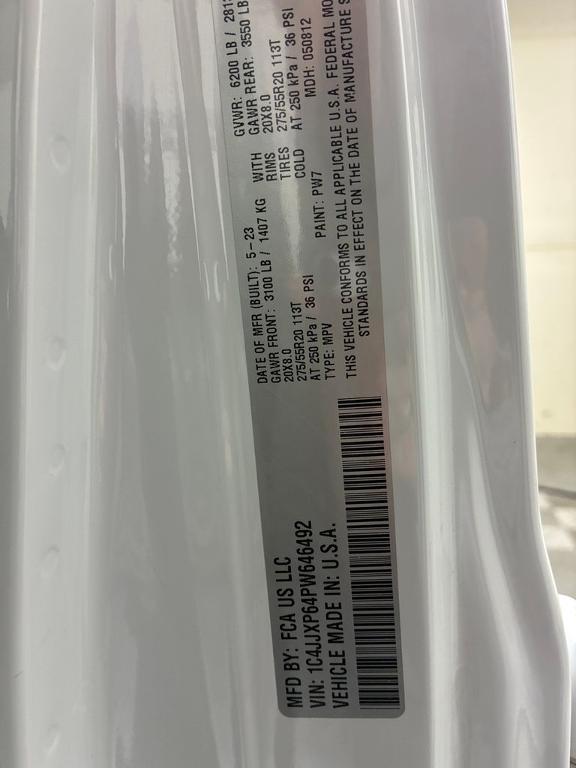 MFD BY: FCA US LLC
VIN: 1C4JJXP64PW646492
VEHICLE MADE IN: U.S.A.
DATE OF MFR (BUILT): 5-23
GAWR FRONT: 3100 LB / 1407 KG
20X8.0
275/55R20 113T
AT 250 kPa / 36 PSI
TYPE: MPV
PAINT: PW7
WITH
RIMS
TIRES
COLD
GVWR: 6200 LB /
GAWR REAR: 3550 LB
20X8.0
275/55R20 113T
AT 250 kPa / 36 PSI
MDH: 050812
THIS VEHICLE CONFORMS TO ALL APPLICABLE U.S.A. FEDERAL
STANDARDS IN EFFECT ON THE DATE OF MANUFACTURE